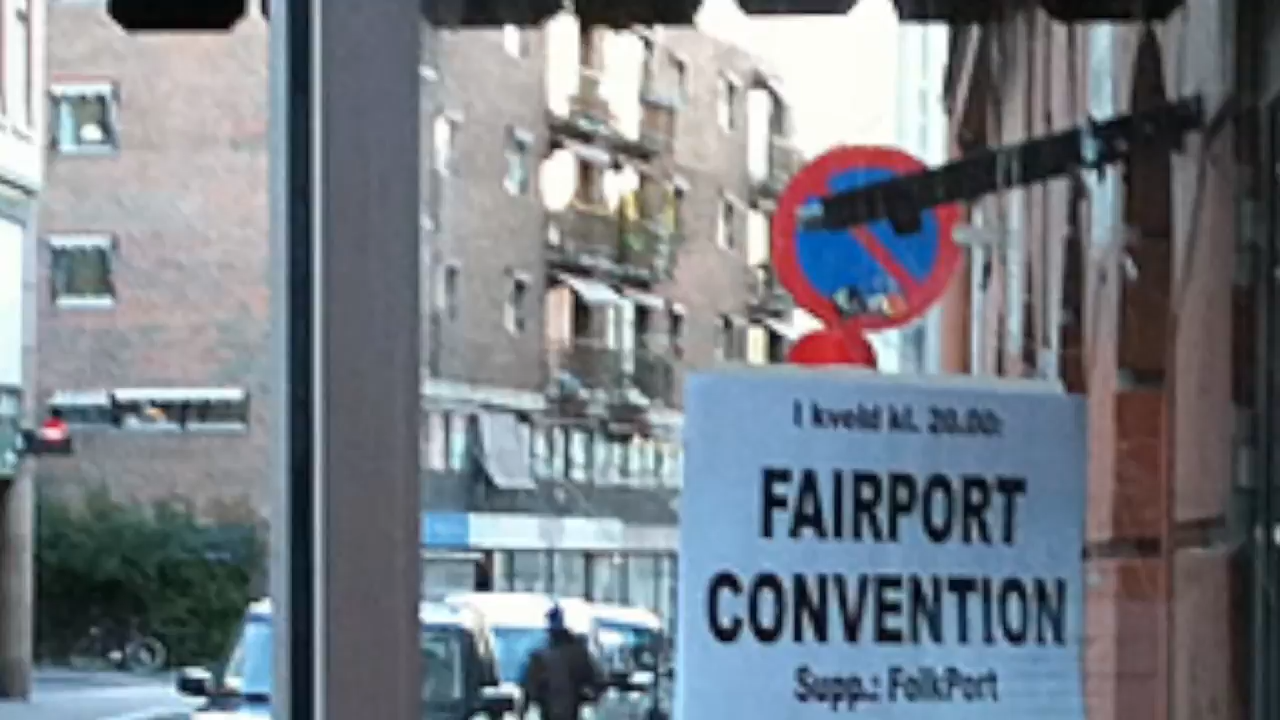 I kveld kl. 20.00:
FAIRPORT
CONVENTION
Supp.: FolkPort